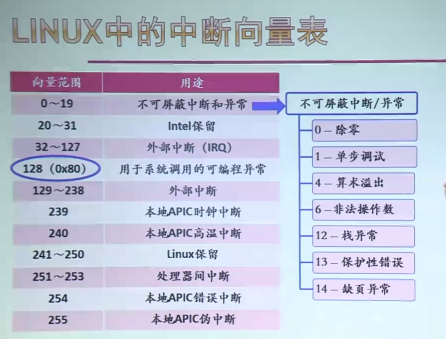 LINUX中的中断向量表
向量范围 用途
0～19 不可屏蔽中断和异常
20～31 Intel保留
32～127 外部中断（IRQ）
128（0x80） 用于系统调用的可编程异常
129～238 外部中断
239 本地APIC时钟中断
240 本地APIC高温中断
241～250 Linux保留
251～253 处理器间中断
254 本地APIC错误中断
255 本地APIC伪中断
不可屏蔽中断/异常
0 – 除零
1 – 单步调试
4 – 算术溢出
6 –非法操作数
12 – 栈异常
13 – 保护性错误
14 – 缺页异常